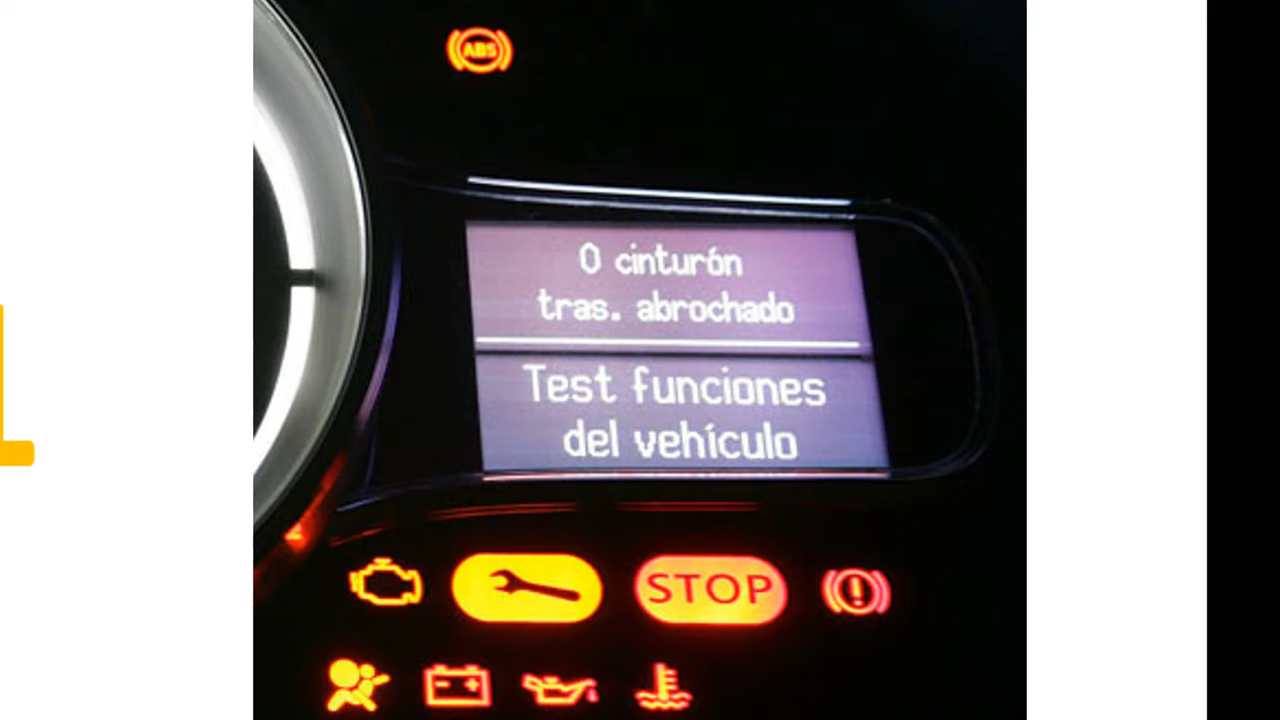 ABS
0 cinturón
tras. abrochado
Test funciones
del vehículo
STOP